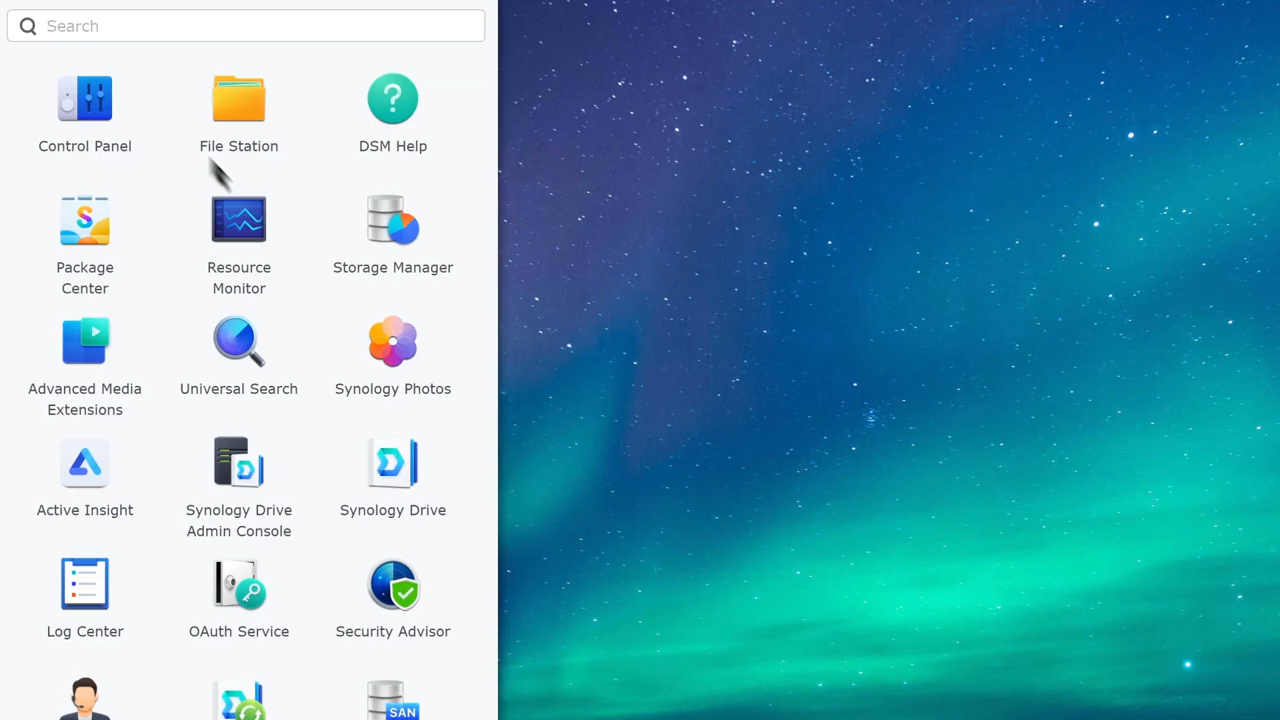 Search
Control Panel
File Station
DSM Help
Package
Center
Resource
Monitor
Storage Manager
Advanced Media
Extensions
Universal Search
Synology Photos
Active Insight
Synology Drive
Admin Console
Synology Drive
Log Center
OAuth Service
Security Advisor
SAN